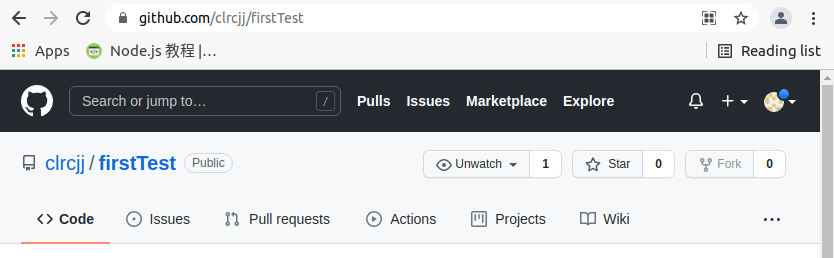 github.com/clrcjj/firstTest
Apps Node.js 教程 |… Reading list
Search or jump to… / Pulls Issues Marketplace Explore
clrcjj / firstTest Public Unwatch 1 Star 0 Fork 0
Code Issues Pull requests Actions Projects Wiki